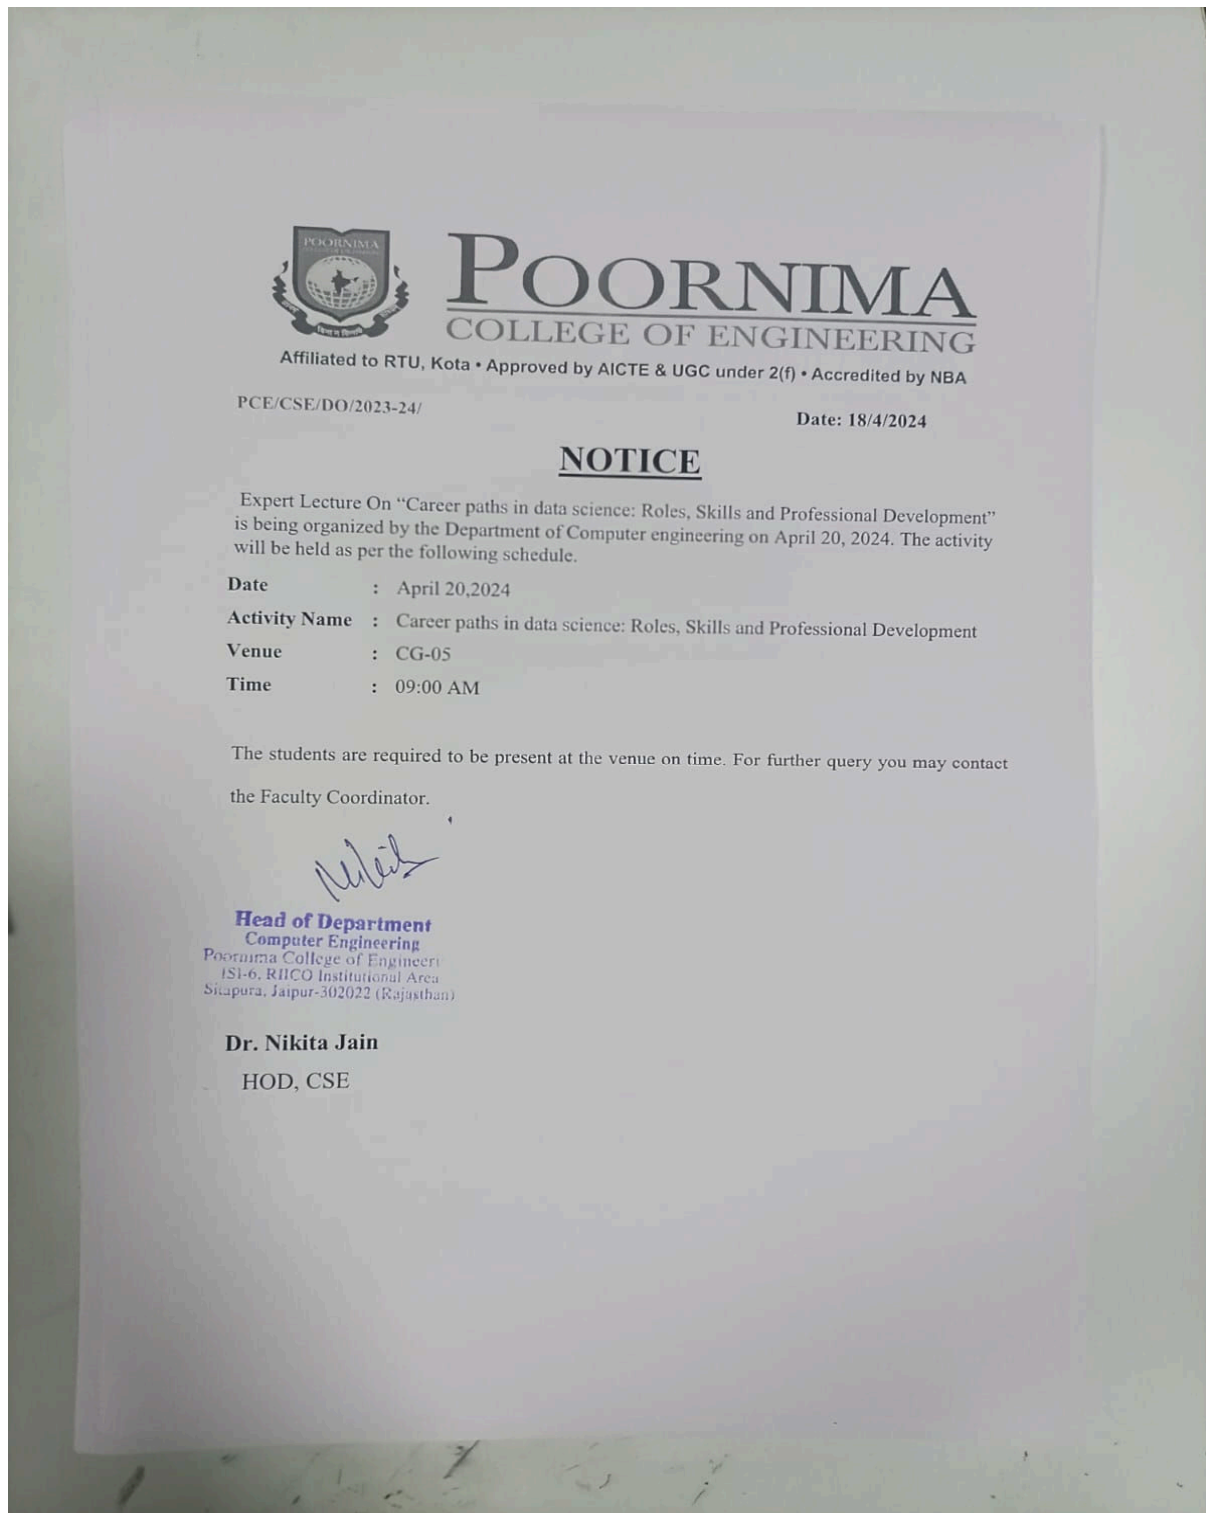 POORNIMA
POORNIMA
COLLEGE OF ENGINEERING
Affiliated to RTU, Kota • Approved by AICTE & UGC under 2(f) • Accredited by NBA
PCE/CSE/DO/2023-24/
Date: 18/4/2024
NOTICE
Expert Lecture On “Career paths in data science: Roles, Skills and Professional Development”
is being organized by the Department of Computer engineering on April 20, 2024. The activity
will be held as per the following schedule.
Date : April 20,2024
Activity Name : Career paths in data science: Roles, Skills and Professional Development
Venue : CG-05
Time : 09:00 AM
The students are required to be present at the venue on time. For further query you may contact
the Faculty Coordinator.
Head of Department
Computer Engineering
Poornima College of Engineeri
ISI-6, RIICO Institutional Area
Sitapura, Jaipur-302022 (Rajasthan)
Dr. Nikita Jain
HOD, CSE